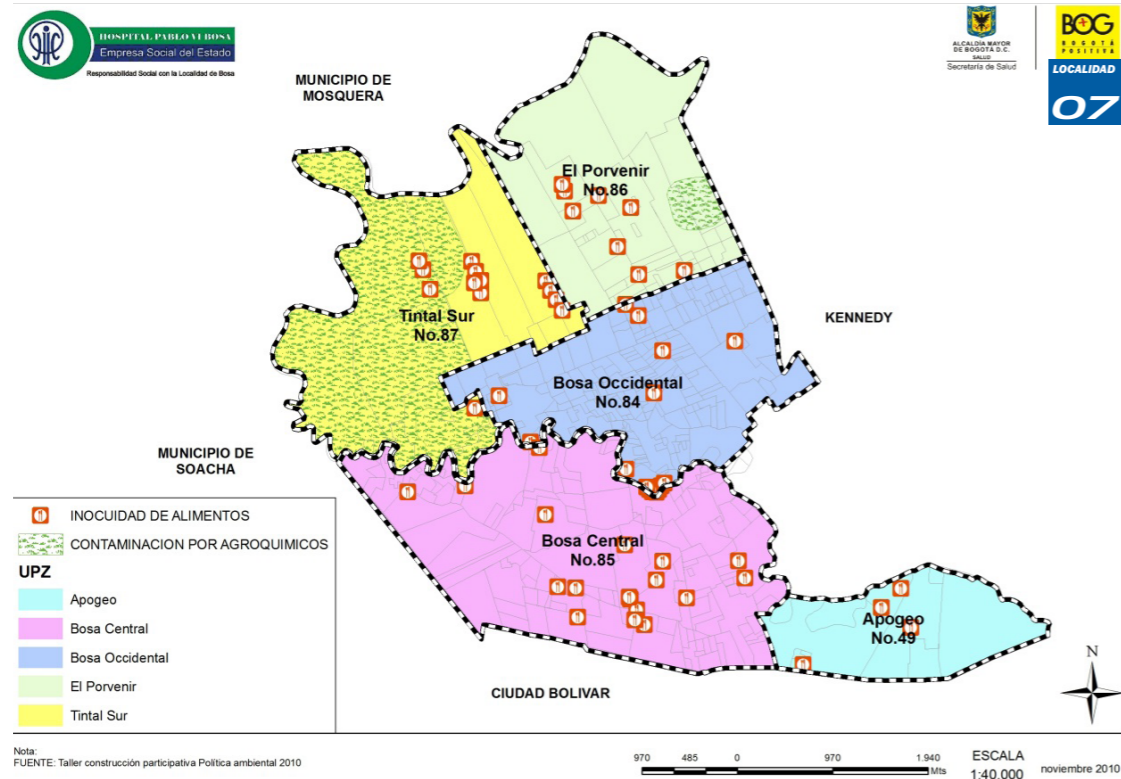 HOSPITAL PABLO VI BOSA
Empresa Social del Estado
Responsabilidad Social con la Localidad de Bosa
ALCALDÍA MAYOR
DE BOGOTÁ D.C.
SALUD
Secretaría de Salud
BOG
BOGOTÁ
POSITIVA
LOCALIDAD
07
MUNICIPIO DE
MOSQUERA
El Porvenir
No.86
Tintal Sur
No.87
KENNEDY
Bosa Occidental
No.84
MUNICIPIO DE
SOACHA
Bosa Central
No.85
Apogeo
No.49
CIUDAD BOLIVAR
INOCUIDAD DE ALIMENTOS
CONTAMINACION POR AGROQUIMICOS
UPZ
Apogeo
Bosa Central
Bosa Occidental
El Porvenir
Tintal Sur
N
Nota:
FUENTE: Taller construcción participativa Política ambiental 2010
970 485 0 970 1.940
Mts
ESCALA
1:40.000
noviembre 2010